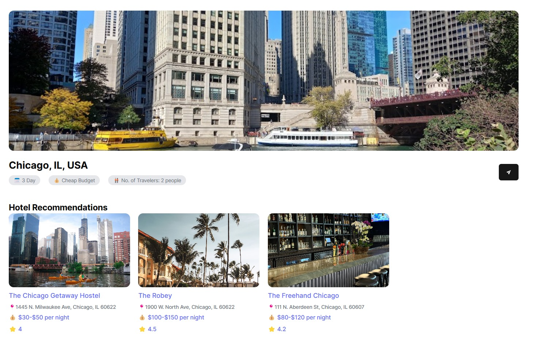 Chicago, IL, USA
3 Day
Cheap Budget
No. of Travelers: 2 people
Hotel Recommendations
The Chicago Getaway Hostel
1445 N. Milwaukee Ave, Chicago, IL 60622
$30-$50 per night
4
The Robey
1900 W. North Ave, Chicago, IL 60622
$100-$150 per night
4.5
The Freehand Chicago
111 N. Aberdeen St, Chicago, IL 60607
$80-$120 per night
4.2